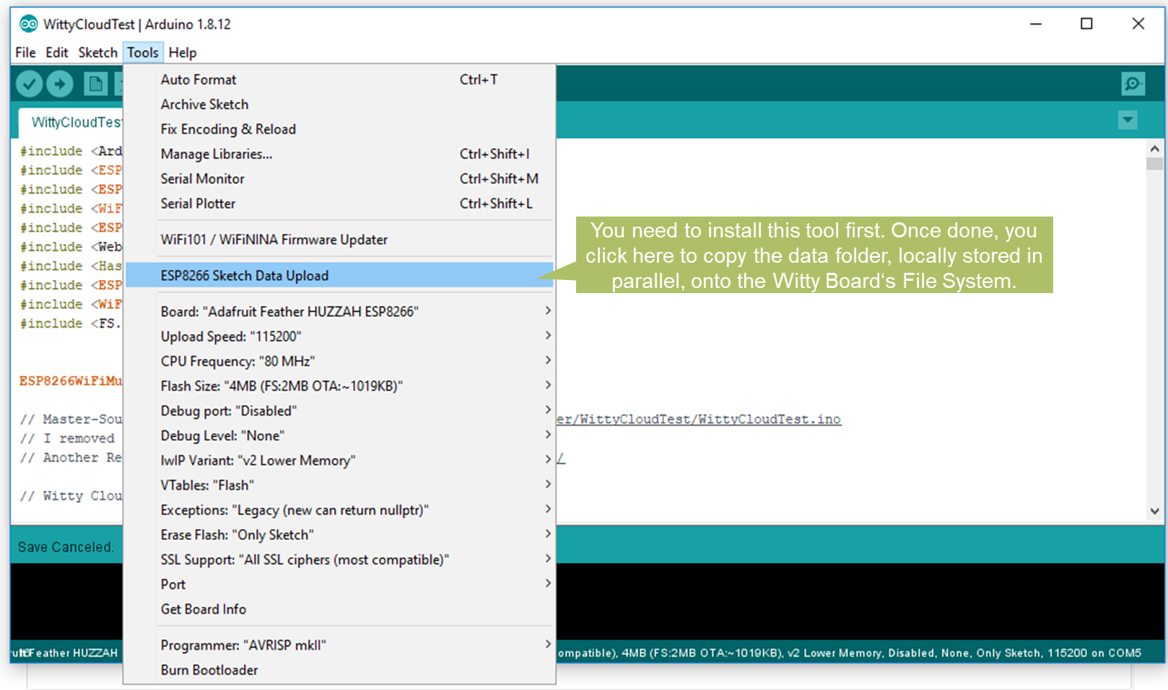 WittyCloudTest | Arduino 1.8.12
File Edit Sketch Tools Help
WittyCloudTest
Auto Format Ctrl+T
Archive Sketch
Fix Encoding & Reload
Manage Libraries... Ctrl+Shift+I
Serial Monitor Ctrl+Shift+M
Serial Plotter Ctrl+Shift+L
WiFi101 / WiFiNINA Firmware Updater
ESP8266 Sketch Data Upload
Board: "Adafruit Feather HUZZAH ESP8266"
Upload Speed: "115200"
CPU Frequency: "80 MHz"
Flash Size: "4MB (FS:2MB OTA:~1019KB)"
Debug port: "Disabled"
Debug Level: "None"
lwIP Variant: "v2 Lower Memory"
VTables: "Flash"
Exceptions: "Legacy (new can return nullptr)"
Erase Flash: "Only Sketch"
SSL Support: "All SSL ciphers (most compatible)"
Port
Get Board Info
Programmer: "AVRISP mkII"
Burn Bootloader
You need to install this tool first. Once done, you
click here to copy the data folder, locally stored in
parallel, onto the Witty Board‘s File System.
#include <Ard
#include <ESP
#include <ESP
#include <WiF
#include <ESP
#include <Web
#include <Has
#include <ESP
#include <WiF
#include <FS.
ESP8266WiFiMu
// Master-Sou er/WittyCloudTest/WittyCloudTest.ino
// I removed
// Another Re /
// Witty Clou
Save Canceled.
Feather HUZZAH ompatible), 4MB (FS:2MB OTA:~1019KB), v2 Lower Memory, Disabled, None, Only Sketch, 115200 on COM5